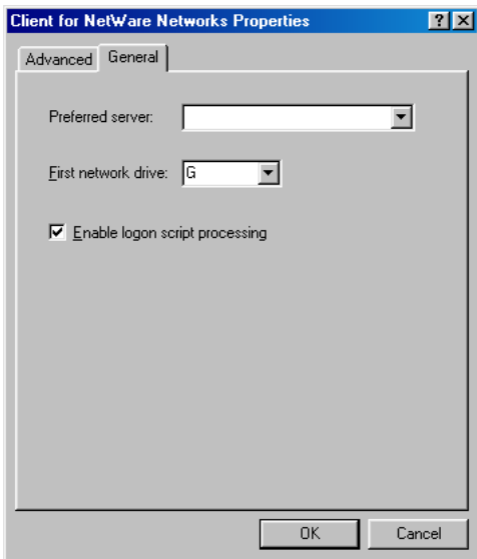 Client for NetWare Networks Properties
Advanced General
Preferred server:
First network drive: G
Enable logon script processing
OK Cancel